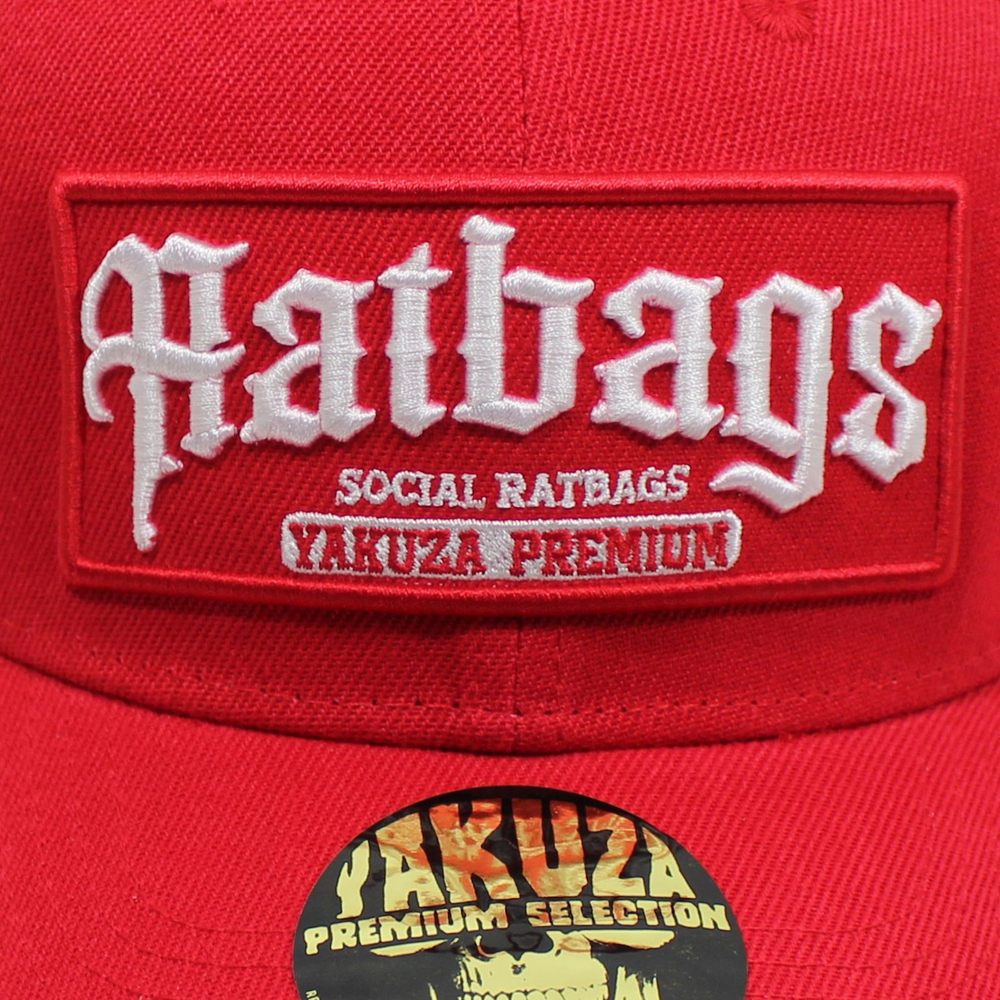 Ratbags
SOCIAL RATBAGS
YAKUZA PREMIUM
YAKUZA
PREMIUM SELECTION